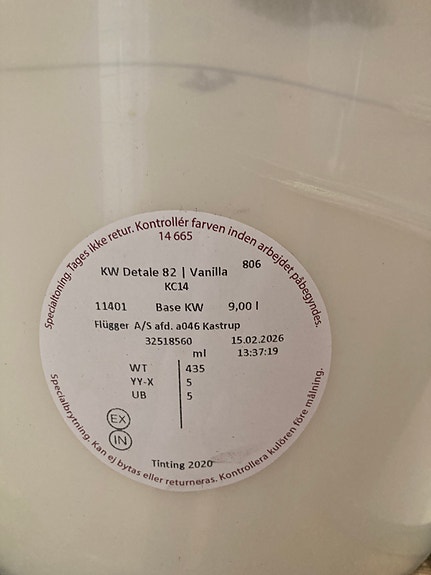 Specialtoning. Tages ikke retur. Kontrollér farven inden arbejdet påbegyndes.
14 665
806
KW Detale 82 | Vanilla
KC14
11401 Base KW 9,00 l
Flügger A/S afd. a046 Kastrup
32518560 15.02.2026
ml 13:37:19
WT 435
YY-X 5
UB 5
EX
IN
Tinting 2020
Specialbrytning. Kan ej bytas eller returneras. Kontrollera kulören före målning.